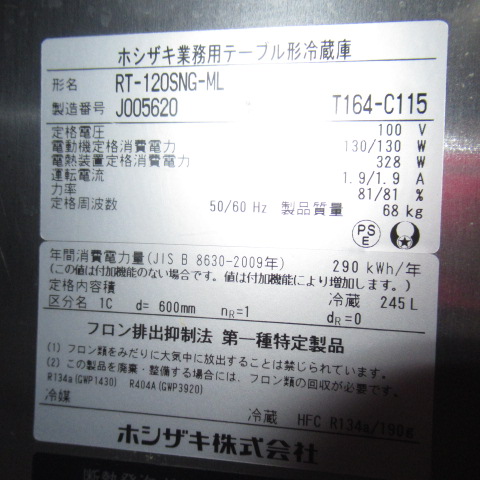 ホシザキ業務用テーブル形冷蔵庫
形名 RT-120SNG-ML
製造番号 J005620 T164-C115
定格電圧 100 V
電動機定格消費電力 130/130 W
電熱装置定格消費電力 328 W
運転電流 1.9/1.9 A
力率 81/81 %
定格周波数 50/60 Hz 製品質量 68 kg
PS E
年間消費電力量(JIS B 8630-2009年) 290 kWh/年
(この値は付加機能のない場合です。値は付加機能により増加します。)
定格内容積 冷蔵 245 L
区分名 1C d= 600mm nR=1 dR=0
フロン排出抑制法 第一種特定製品
(1) フロン類をみだりに大気中に放出することは禁じられています。
(2) この製品を廃棄・整備する場合には、フロン類の回収が必要です。
R134a(GWP1430) R404A(GWP3920)
冷媒 冷蔵 HFC R134a/190g
ホシザキ株式会社